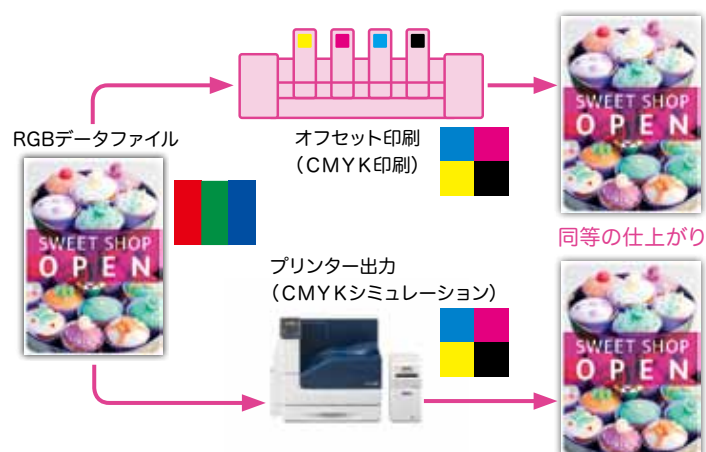 RGBデータファイル
SWEET SHOP
OPEN
オフセット印刷
（CMYK印刷）
SWEET SHOP
OPEN
同等の仕上がり
プリンター出力
（CMYKシミュレーション）
SWEET SHOP
OPEN